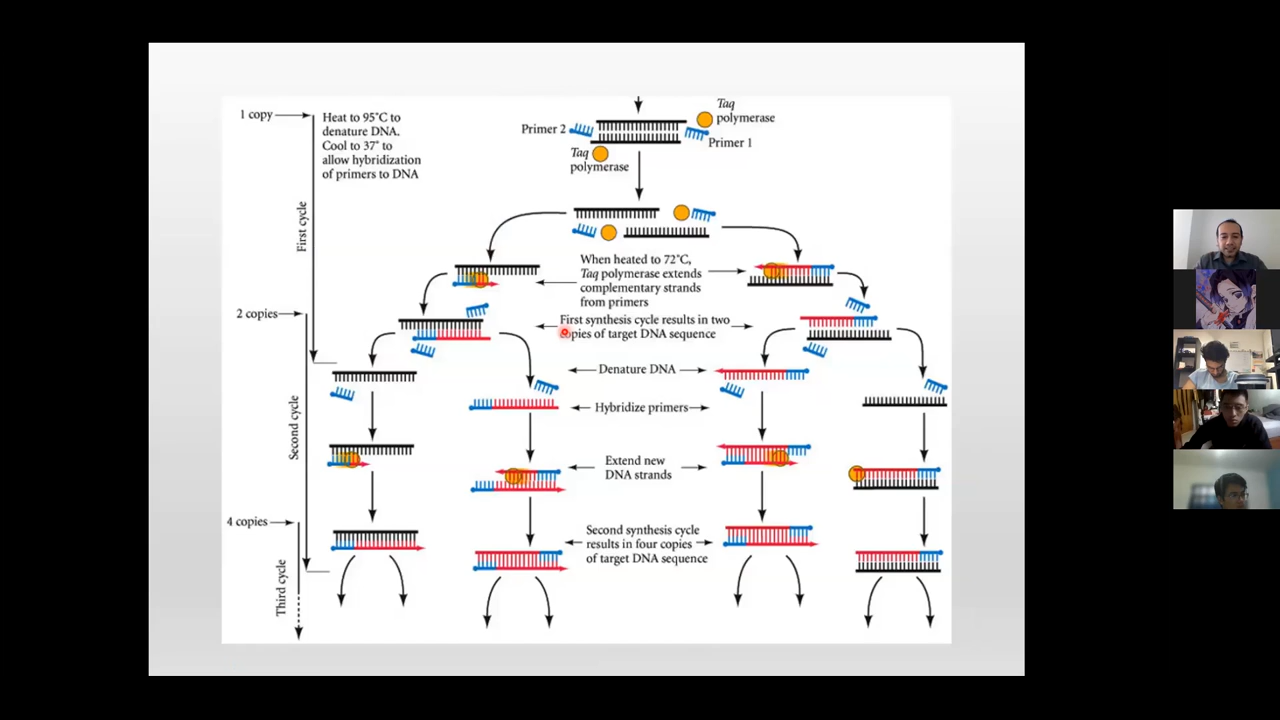 1 copy
Heat to 95°C to
denature DNA.
Cool to 37° to
allow hybridization
of primers to DNA
Taq
polymerase
Primer 2
Primer 1
Taq
polymerase
First cycle
When heated to 72°C,
Taq polymerase extends
complementary strands
from primers
2 copies
First synthesis cycle results in two
copies of target DNA sequence
Denature DNA
Hybridize primers
Second cycle
Extend new
DNA strands
4 copies
Second synthesis cycle
results in four copies
of target DNA sequence
Third cycle